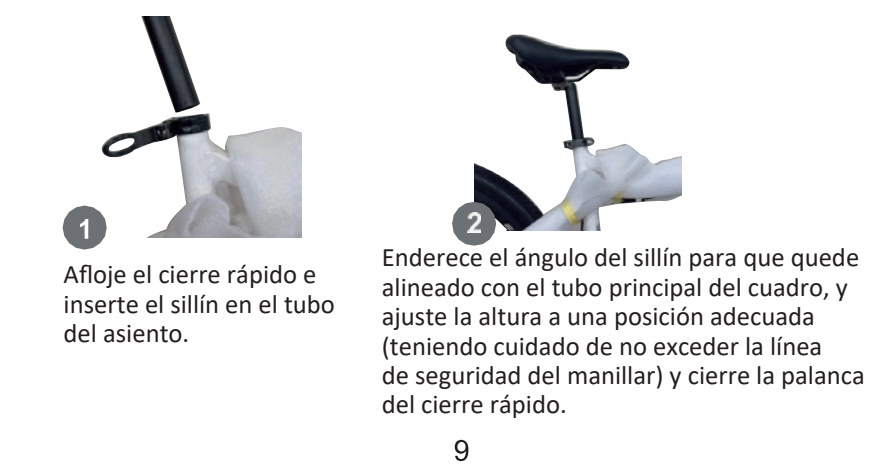 1
Afloje el cierre rápido e
inserte el sillín en el tubo
del asiento.
2
Enderece el ángulo del sillín para que quede
alineado con el tubo principal del cuadro, y
ajuste la altura a una posición adecuada
(teniendo cuidado de no exceder la línea
de seguridad del manillar) y cierre la palanca
del cierre rápido.
9